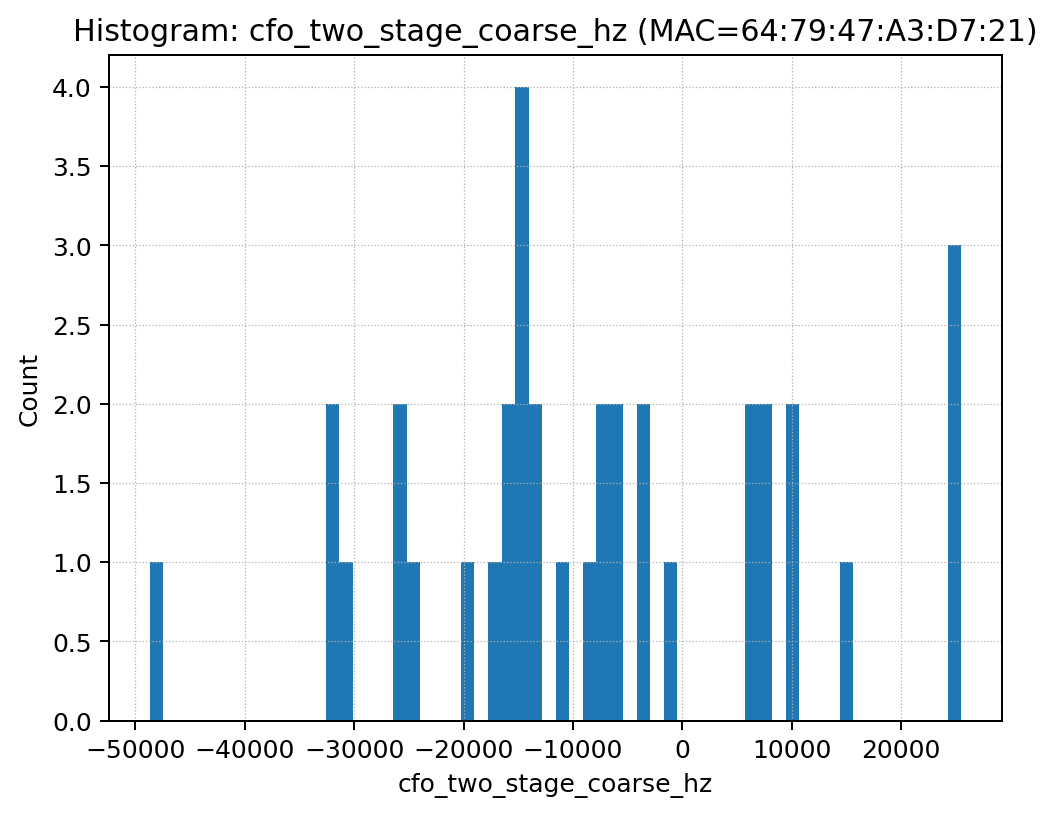 Histogram: cfo_two_stage_coarse_hz (MAC=64:79:47:A3:D7:21)
4.0
3.5
3.0
2.5
2.0
1.5
1.0
0.5
0.0
Count
−50000 −40000 −30000 −20000 −10000 0 10000 20000
cfo_two_stage_coarse_hz